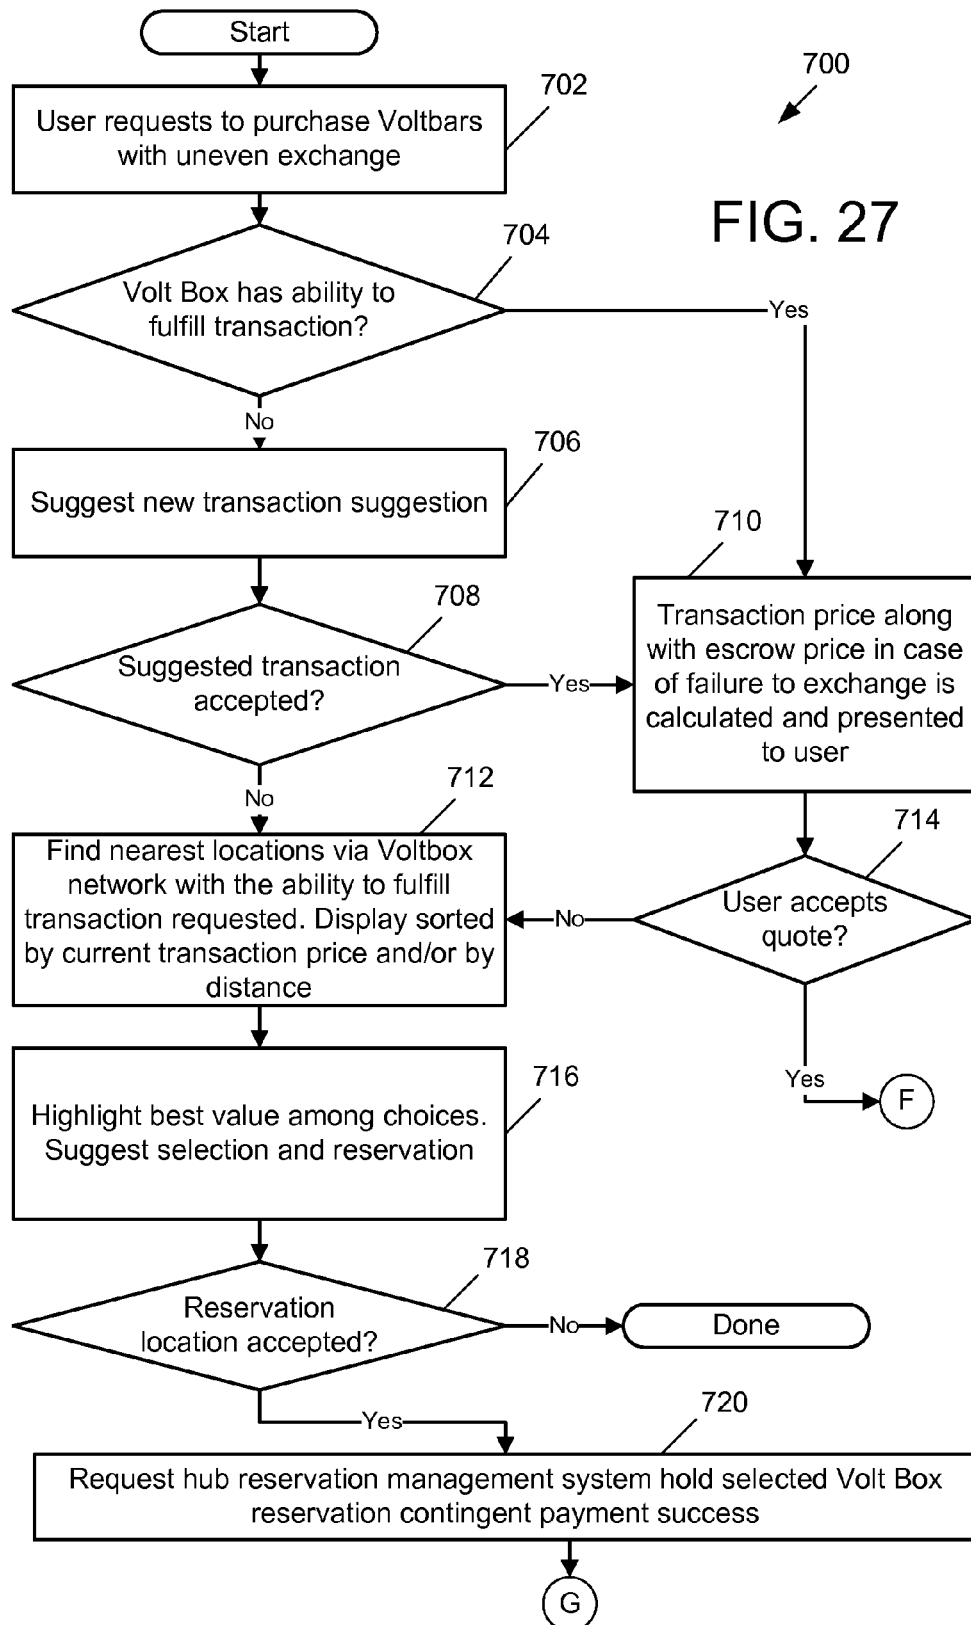 Start
700
702
User requests to purchase Voltbars
with uneven exchange
FIG. 27
704
Volt Box has ability to
fulfill transaction?
Yes
No
706
Suggest new transaction suggestion
710
708
Transaction price along
with escrow price in case
of failure to exchange is
calculated and presented
to user
Suggested transaction
accepted?
Yes
No
712
714
Find nearest locations via Voltbox
network with the ability to fulfill
transaction requested. Display sorted
by current transaction price and/or by
distance
User accepts
quote?
No
Yes
F
716
Highlight best value among choices.
Suggest selection and reservation
718
Reservation
location accepted?
No
Done
Yes
720
Request hub reservation management system hold selected Volt Box
reservation contingent payment success
G